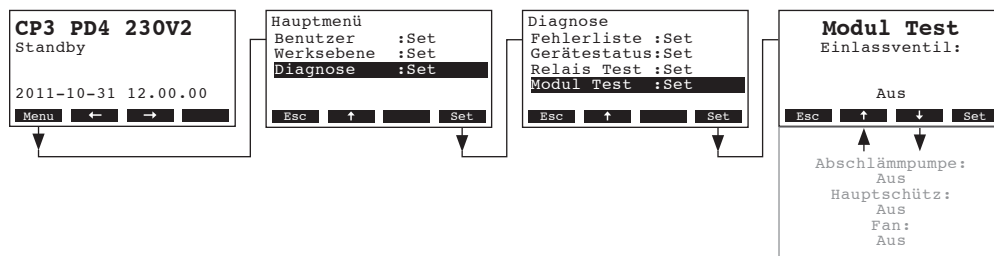 CP3 PD4 230V2
Standby
2011-10-31 12.00.00
Menu ← →
Hauptmenü
Benutzer :Set
Werksebene :Set
Diagnose :Set
Esc ↑ Set
Diagnose
Fehlerliste :Set
Gerätestatus:Set
Relais Test :Set
Modul Test :Set
Esc ↑ Set
Modul Test
Einlassventil:
Aus
Esc ↑ ↓ Set
Abschlämmpumpe:
Aus
Hauptschütz:
Aus
Fan:
Aus